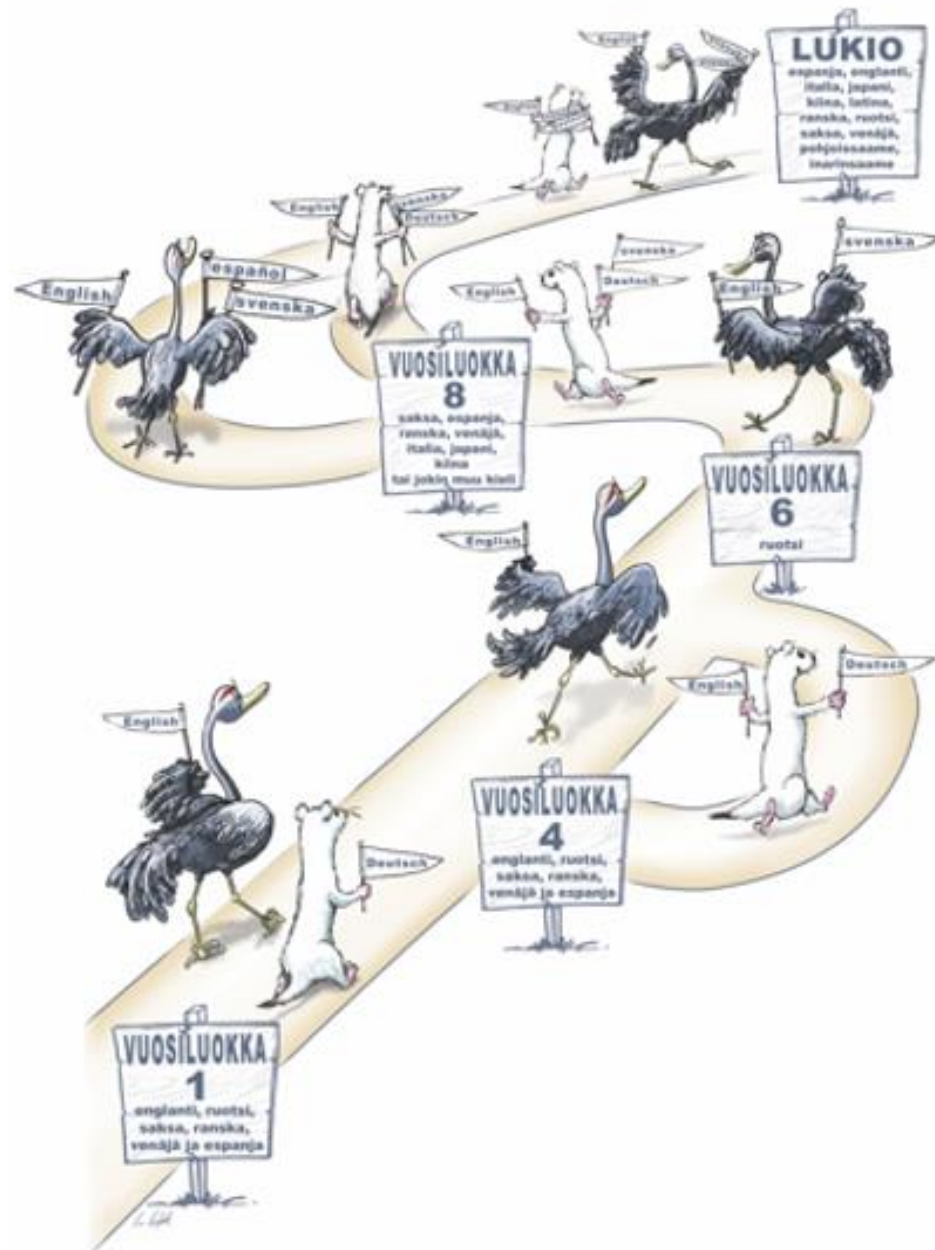 English
LUKIO
espanja, englanti,
italia, japani,
kiina, latina,
ranska, ruotsi,
saksa, venäjä,
pohjoissaame,
inarinsaame
English
English
svenska
Deutsch
svenska
English
Deutsch
svenska
English
English
español
svenska
VUOSILUOKKA
8
saksa, espanja,
ranska, venäjä,
italia, japani,
kiina
tai jokin muu kieli
VUOSILUOKKA
6
ruotsi
English
English
Deutsch
English
Deutsch
VUOSILUOKKA
4
englanti, ruotsi,
saksa, ranska,
venäjä ja espanja
VUOSILUOKKA
1
englanti, ruotsi,
saksa, ranska,
venäjä ja espanja